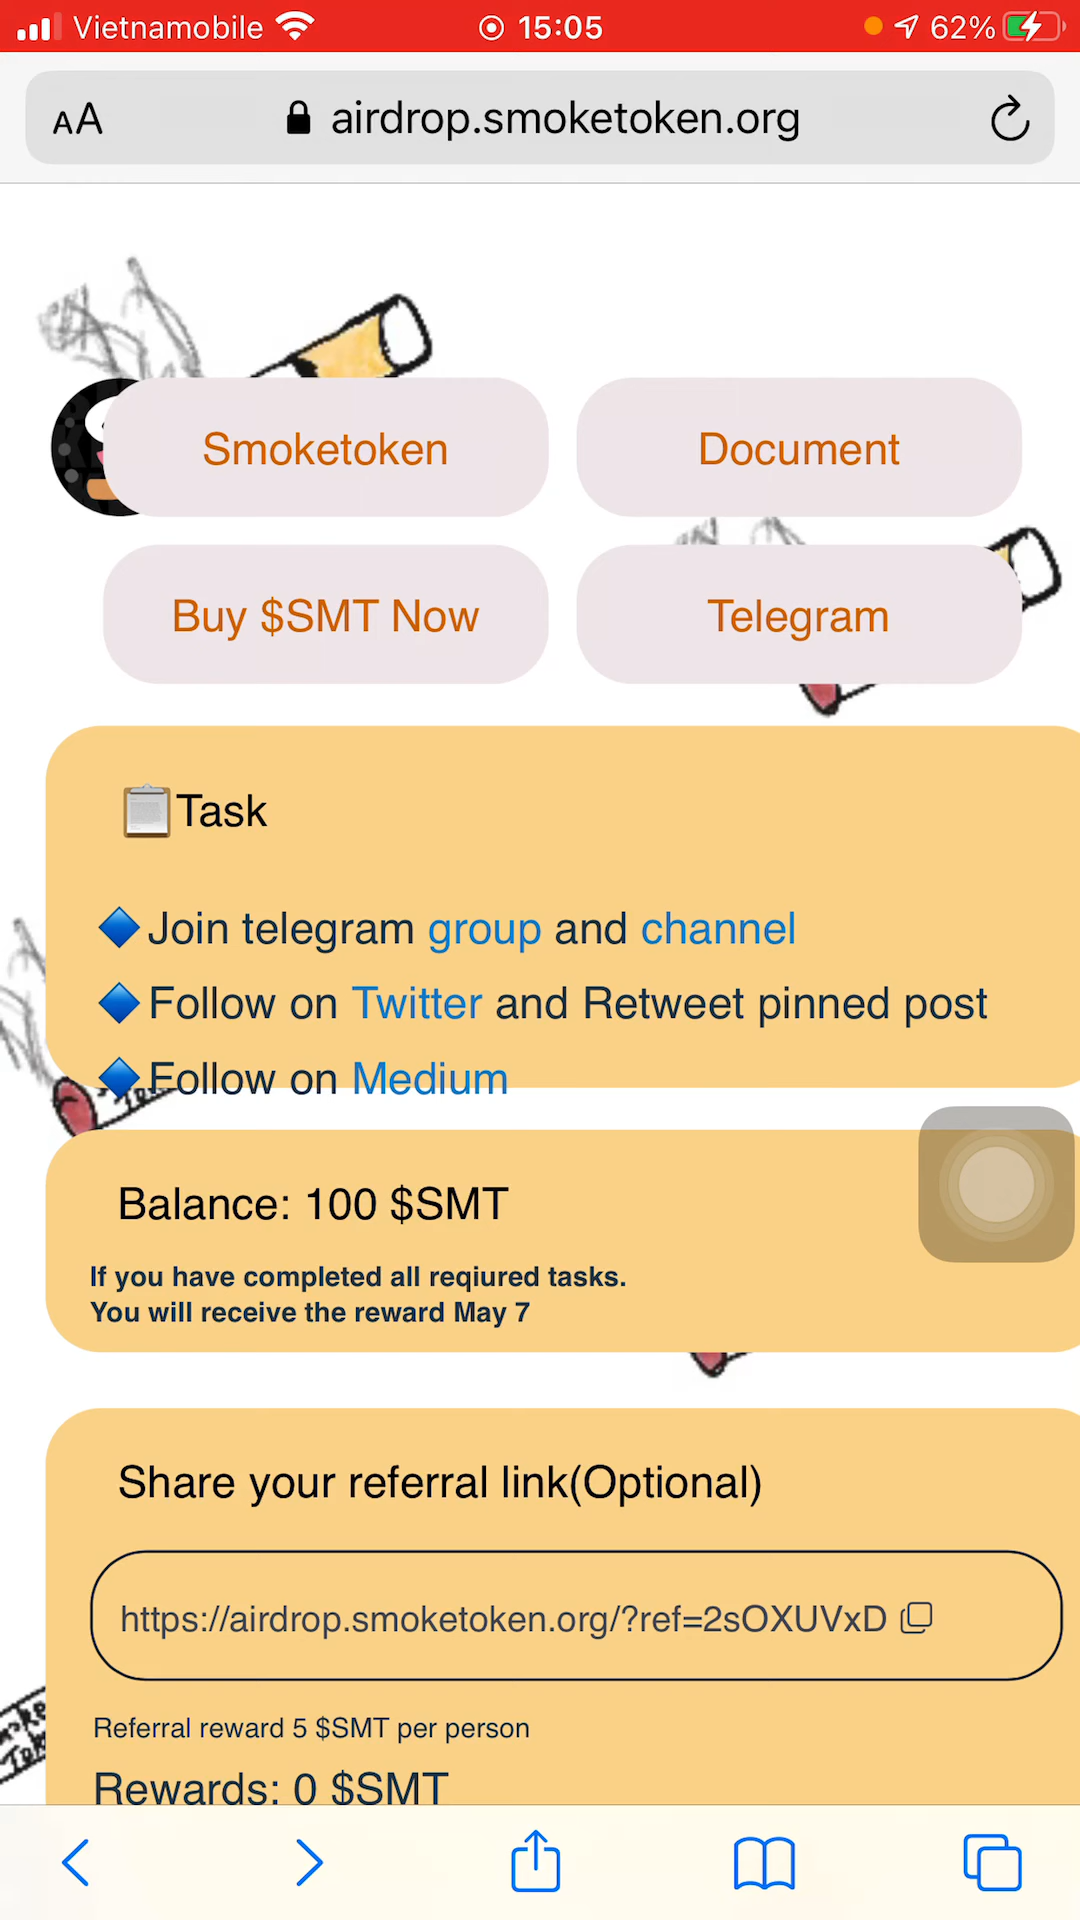 Vietnamobile 15:05 62%
AA airdrop.smoketoken.org
Smoketoken Document
Buy $SMT Now Telegram
Task
Join telegram group and channel
Follow on Twitter and Retweet pinned post
Follow on Medium
Balance: 100 $SMT
If you have completed all reqiured tasks.
You will receive the reward May 7
Share your referral link(Optional)
https://airdrop.smoketoken.org/?ref=2sOXUVxD
Referral reward 5 $SMT per person
Rewards: 0 $SMT